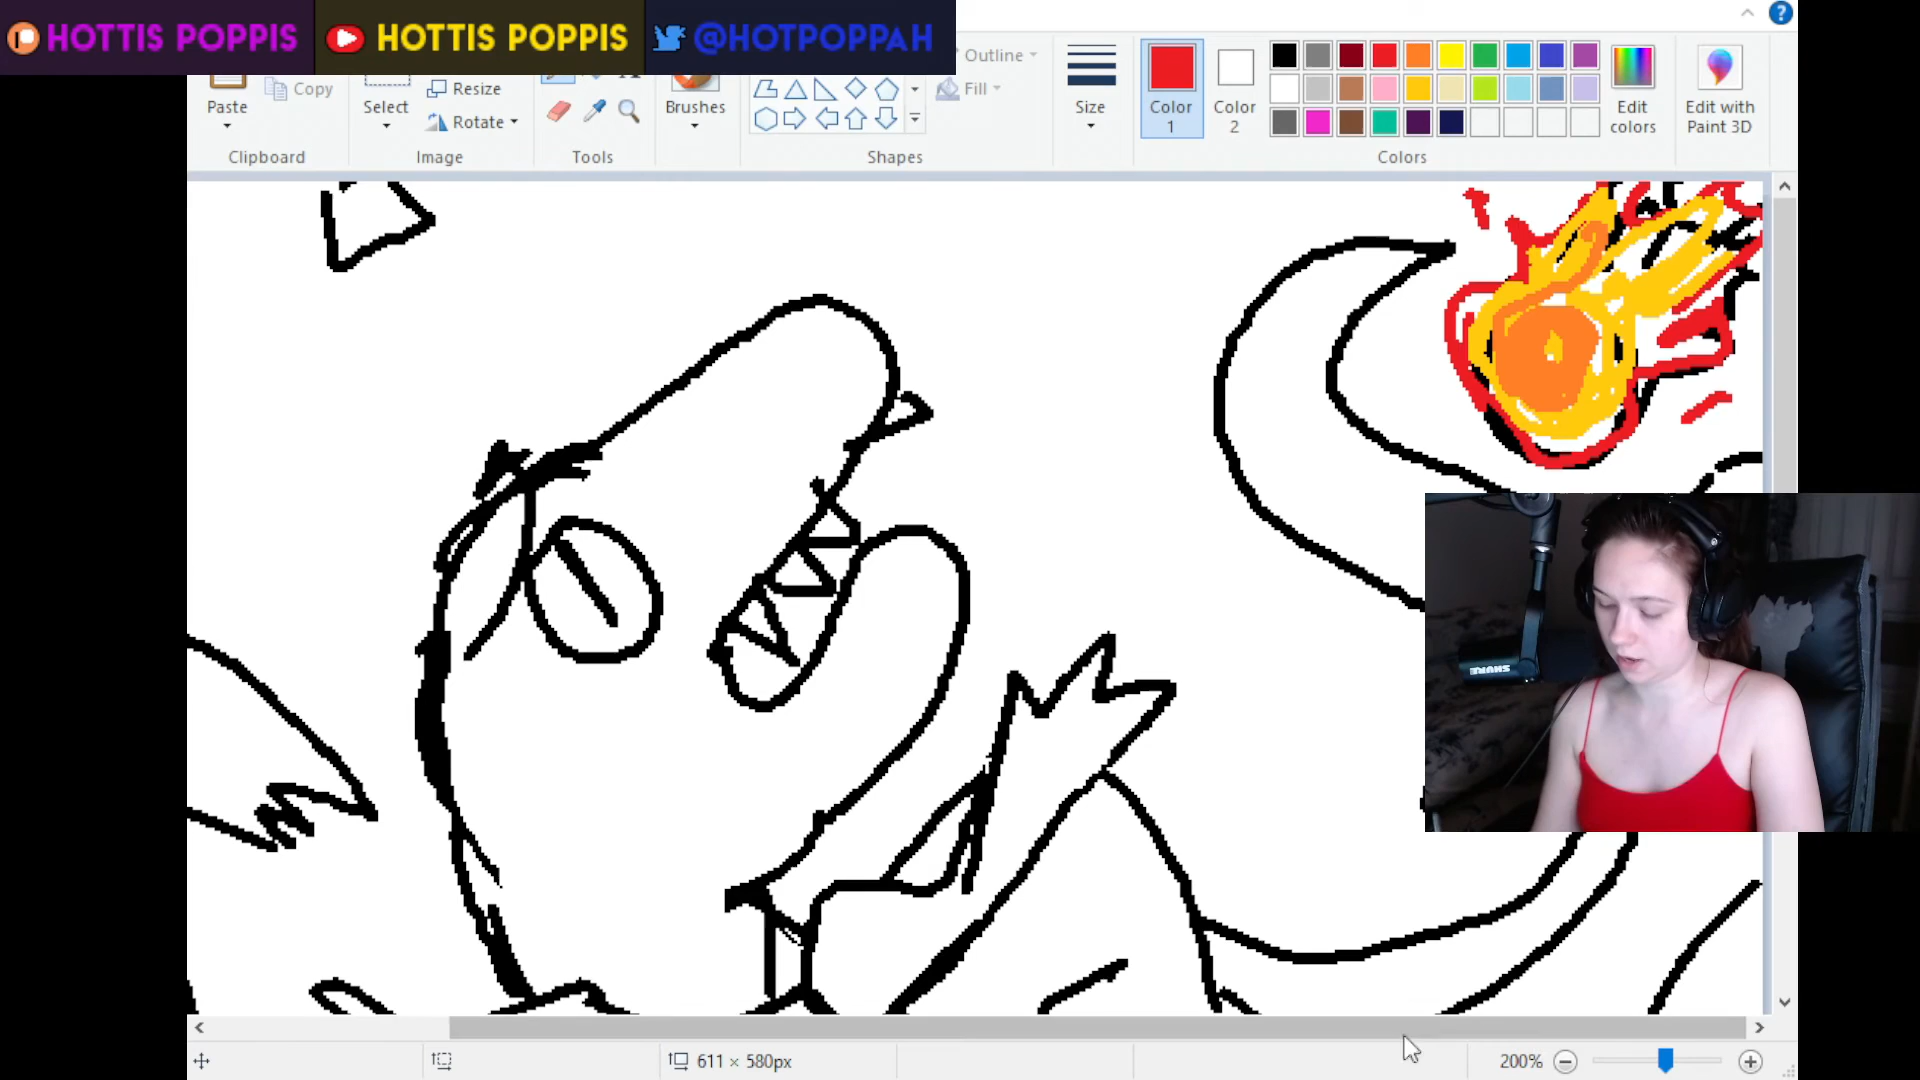 HOTTIS POPPIS
HOTTIS POPPIS
@HOTPOPPAH
Outline
Paste
Copy
Select
Resize
Rotate
Brushes
Fill
Size
Color 1
Color 2
Edit colors
Edit with Paint 3D
Clipboard
Image
Tools
Shapes
Colors
SHURE
611 × 580px
200%